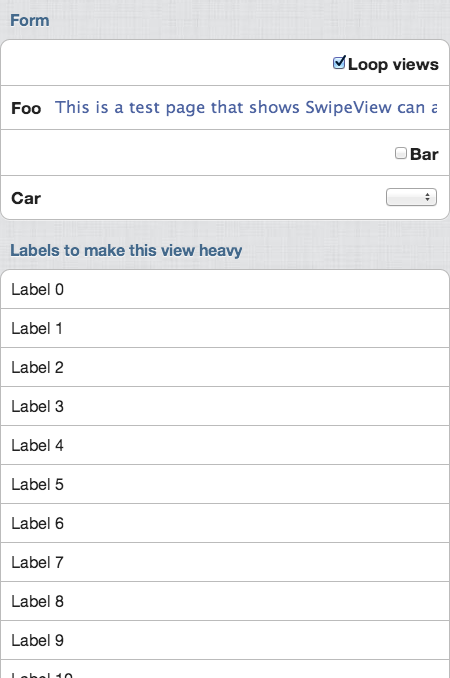 Form
Loop views
Foo This is a test page that shows SwipeView can a
Bar
Car
Labels to make this view heavy
Label 0
Label 1
Label 2
Label 3
Label 4
Label 5
Label 6
Label 7
Label 8
Label 9
Label 10